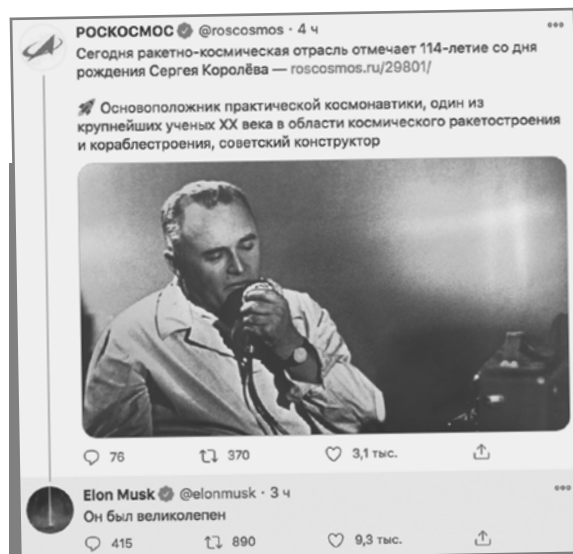 РОСКОСМОС @roscosmos · 4 ч
Сегодня ракетно-космическая отрасль отмечает 114-летие со дня
рождения Сергея Королёва — roscosmos.ru/29801/
🚀 Основоположник практической космонавтики, один из
крупнейших ученых XX века в области космического ракетостроения
и кораблестроения, советский конструктор
76 370 3,1 тыс.
Elon Musk @elonmusk · 3 ч
Он был великолепен
415 890 9,3 тыс.